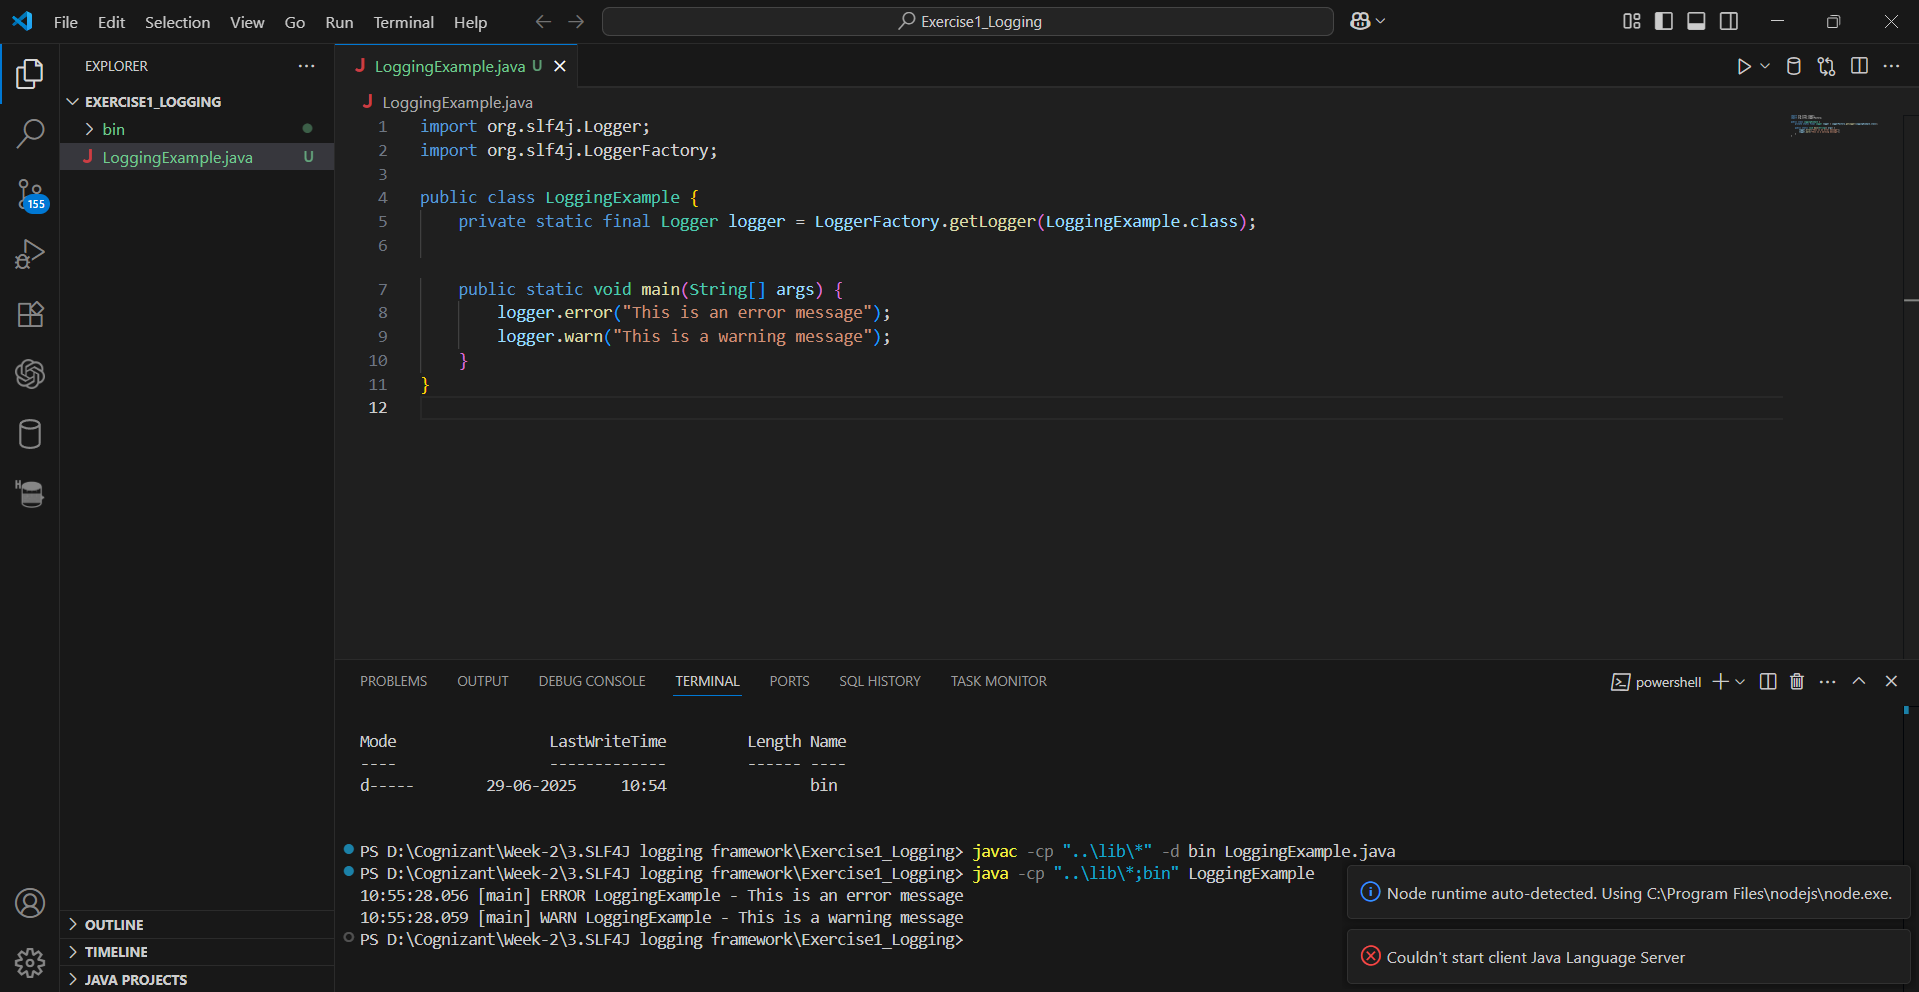 File Edit Selection View Go Run Terminal Help
Exercise1_Logging
EXPLORER
EXERCISE1_LOGGING
bin
LoggingExample.java U
155
H
OUTLINE
TIMELINE
JAVA PROJECTS
J LoggingExample.java U
J LoggingExample.java
1 import org.slf4j.Logger;
2 import org.slf4j.LoggerFactory;
3
4 public class LoggingExample {
5 private static final Logger logger = LoggerFactory.getLogger(LoggingExample.class);
6
7 public static void main(String[] args) {
8 logger.error("This is an error message");
9 logger.warn("This is a warning message");
10 }
11 }
12
PROBLEMS OUTPUT DEBUG CONSOLE TERMINAL PORTS SQL HISTORY TASK MONITOR
powershell
Mode LastWriteTime Length Name
---- ------------- ------ ----
d----- 29-06-2025 10:54 bin
PS D:\Cognizant\Week-2\3.SLF4J logging framework\Exercise1_Logging> javac -cp "..\lib\*" -d bin LoggingExample.java
PS D:\Cognizant\Week-2\3.SLF4J logging framework\Exercise1_Logging> java -cp "..\lib\*;bin" LoggingExample
10:55:28.056 [main] ERROR LoggingExample - This is an error message
10:55:28.059 [main] WARN LoggingExample - This is a warning message
PS D:\Cognizant\Week-2\3.SLF4J logging framework\Exercise1_Logging>
Node runtime auto-detected. Using C:\Program Files\nodejs\node.exe.
Couldn't start client Java Language Server